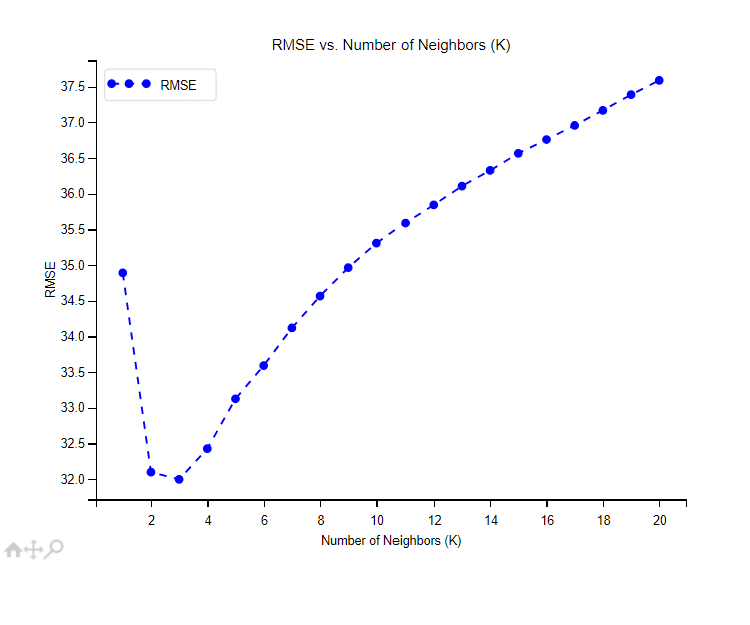 RMSE vs. Number of Neighbors (K)
RMSE
37.5
37.0
36.5
36.0
35.5
35.0
34.5
34.0
33.5
33.0
32.5
32.0
RMSE
2 4 6 8 10 12 14 16 18 20
Number of Neighbors (K)